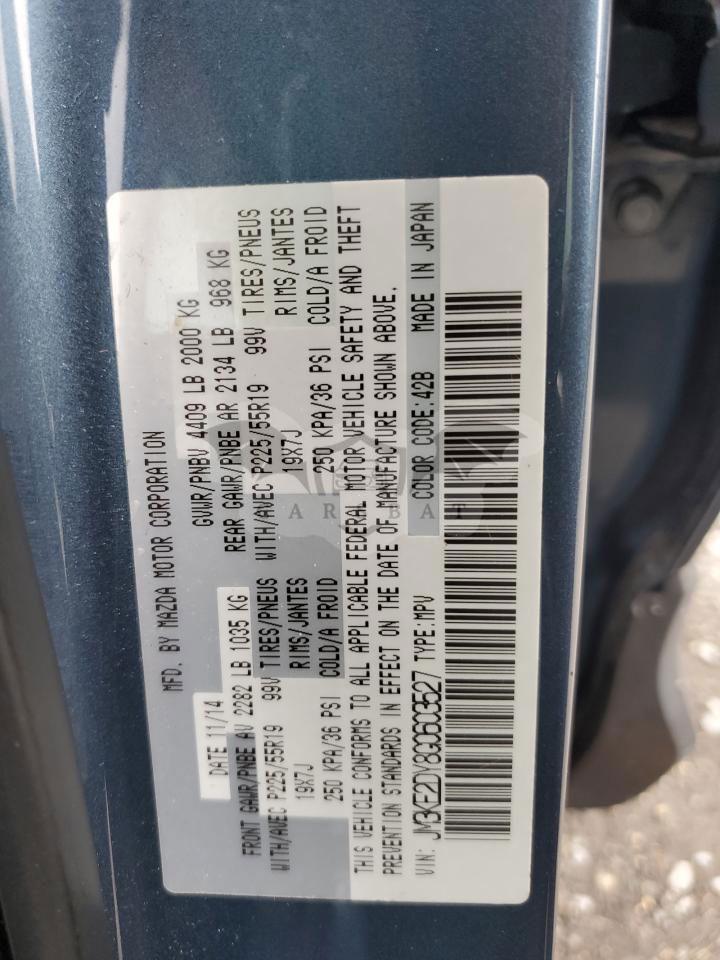 MFD. BY MAZDA MOTOR CORPORATION
DATE 11/14 GVWR/PNBV 4409 LB 2000 KG
FRONT GAWR/PNBE AV 2282 LB 1035 KG REAR GAWR/PNBE AR 2134 LB 968 KG
WITH/AVEC P225/55R19 99V TIRES/PNEUS WITH/AVEC P225/55R19 99V TIRES/PNEUS
19X7J RIMS/JANTES 19X7J RIMS/JANTES
250 KPA/36 PSI COLD/A FROID 250 KPA/36 PSI COLD/A FROID
THIS VEHICLE CONFORMS TO ALL APPLICABLE FEDERAL MOTOR VEHICLE SAFETY AND THEFT
PREVENTION STANDARDS IN EFFECT ON THE DATE OF MANUFACTURE SHOWN ABOVE.
VIN: JM3KE2DY8G0603627 TYPE:MPV COLOR CODE:42B MADE IN JAPAN